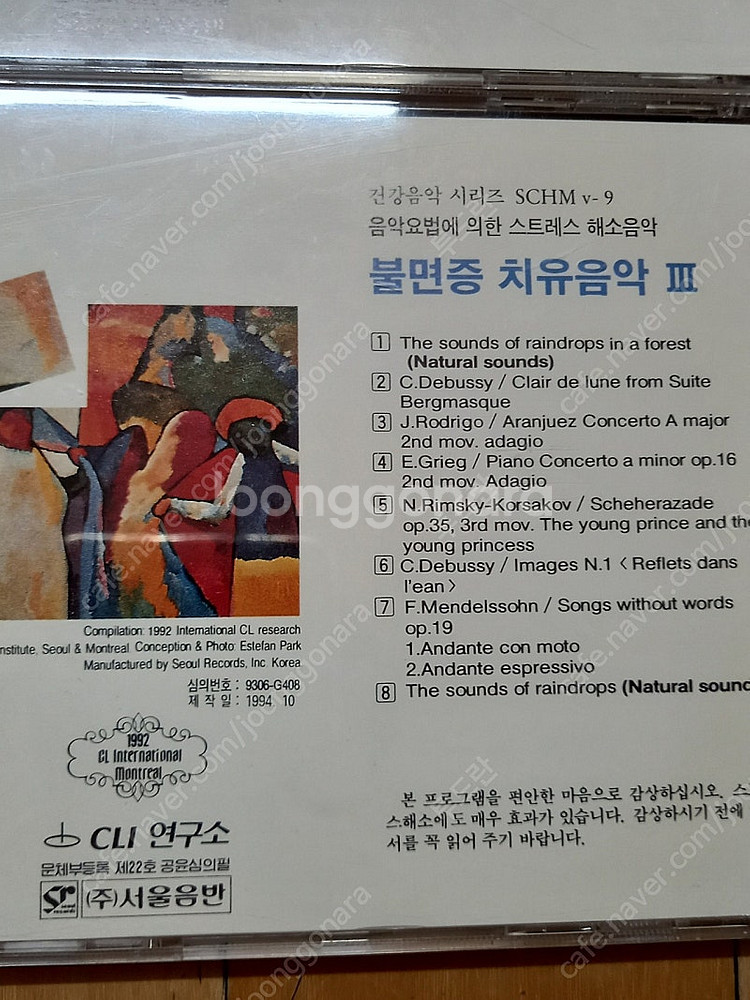 건강음악 시리즈 SCHM v- 9
음악요법에 의한 스트레스 해소음악
불면증 치유음악 Ⅲ
1 The sounds of raindrops in a forest
(Natural sounds)
2 C.Debussy / Clair de lune from Suite
Bergmasque
3 J.Rodrigo / Aranjuez Concerto A major
2nd mov. adagio
4 E.Grieg / Piano Concerto a minor op.16
2nd mov. Adagio
5 N.Rimsky-Korsakov / Scheherazade
op.35, 3rd mov. The young prince and the
young princess
6 C.Debussy / Images N.1 < Reflets dans
l'ean >
7 F.Mendelssohn / Songs without words
op.19
1.Andante con moto
2.Andante espressivo
8 The sounds of raindrops (Natural sound
본 프로그램을 편안한 마음으로 감상하십시오. 스
스해소에도 매우 효과가 있습니다. 감상하시기 전에
서를 꼭 읽어 주기 바랍니다.
Compilation: 1992 International CL research
nstitute, Seoul & Montreal Conception & Photo: Estefan Park
Manufactured by Seoul Records, Inc. Korea
심의번호 : 9306-G408
제 작 일 : 1994. 10
1992
CL International
Montreal
CLI 연구소
문체부등록 제22호 공윤심의필
sr
(주)서울음반
joonggonara
cafe.naver.com/joonggonara